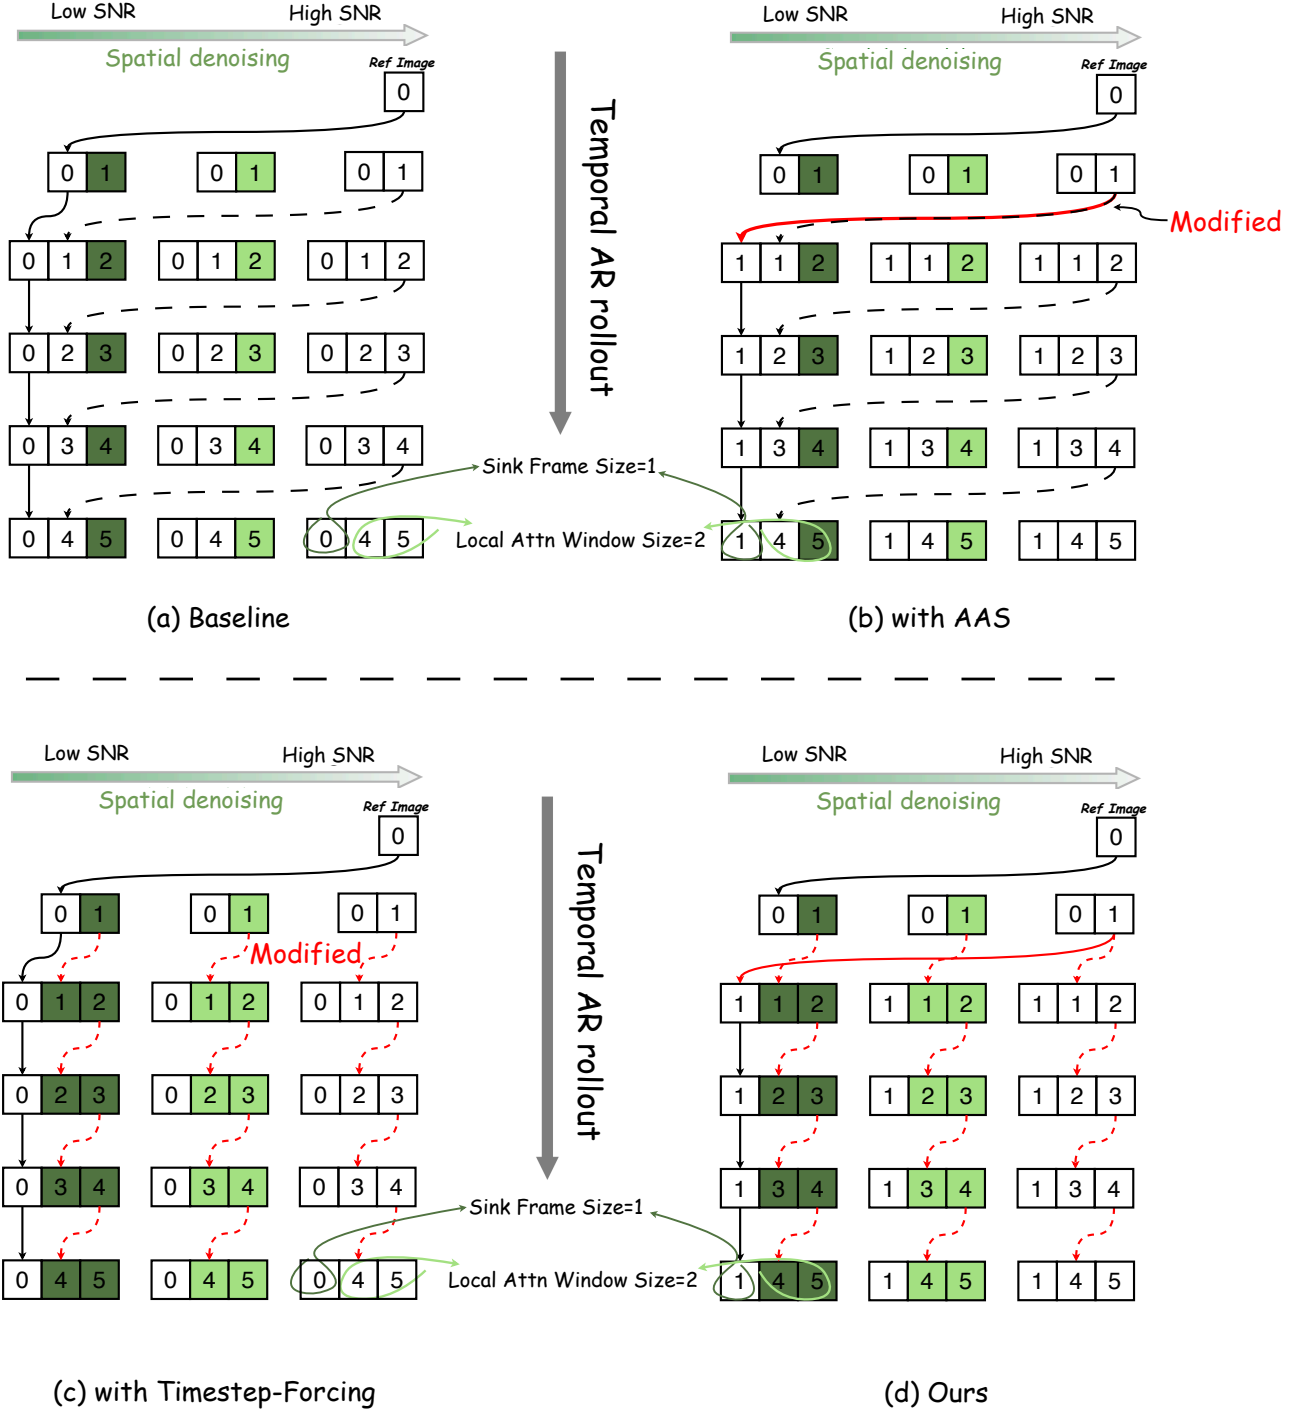 Low SNR High SNR
Spatial denoising
Ref Image
0
0 1 0 1 0 1
0 1 2 0 1 2 0 1 2
0 2 3 0 2 3 0 2 3
0 3 4 0 3 4 0 3 4
0 4 5 0 4 5 0 4 5
(a) Baseline
Temporal AR rollout
Sink Frame Size=1
Local Attn Window Size=2
Low SNR High SNR
Spatial denoising
Ref Image
0
0 1 0 1 0 1
Modified
1 1 2 1 1 2 1 1 2
1 2 3 1 2 3 1 2 3
1 3 4 1 3 4 1 3 4
1 4 5 1 4 5 1 4 5
(b) with AAS
Low SNR High SNR
Spatial denoising
Ref Image
0
0 1 0 1 0 1
Modified
0 1 2 0 1 2 0 1 2
0 2 3 0 2 3 0 2 3
0 3 4 0 3 4 0 3 4
0 4 5 0 4 5 0 4 5
(c) with Timestep-Forcing
Temporal AR rollout
Sink Frame Size=1
Local Attn Window Size=2
Low SNR High SNR
Spatial denoising
Ref Image
0
0 1 0 1 0 1
1 1 2 1 1 2 1 1 2
1 2 3 1 2 3 1 2 3
1 3 4 1 3 4 1 3 4
1 4 5 1 4 5 1 4 5
(d) Ours